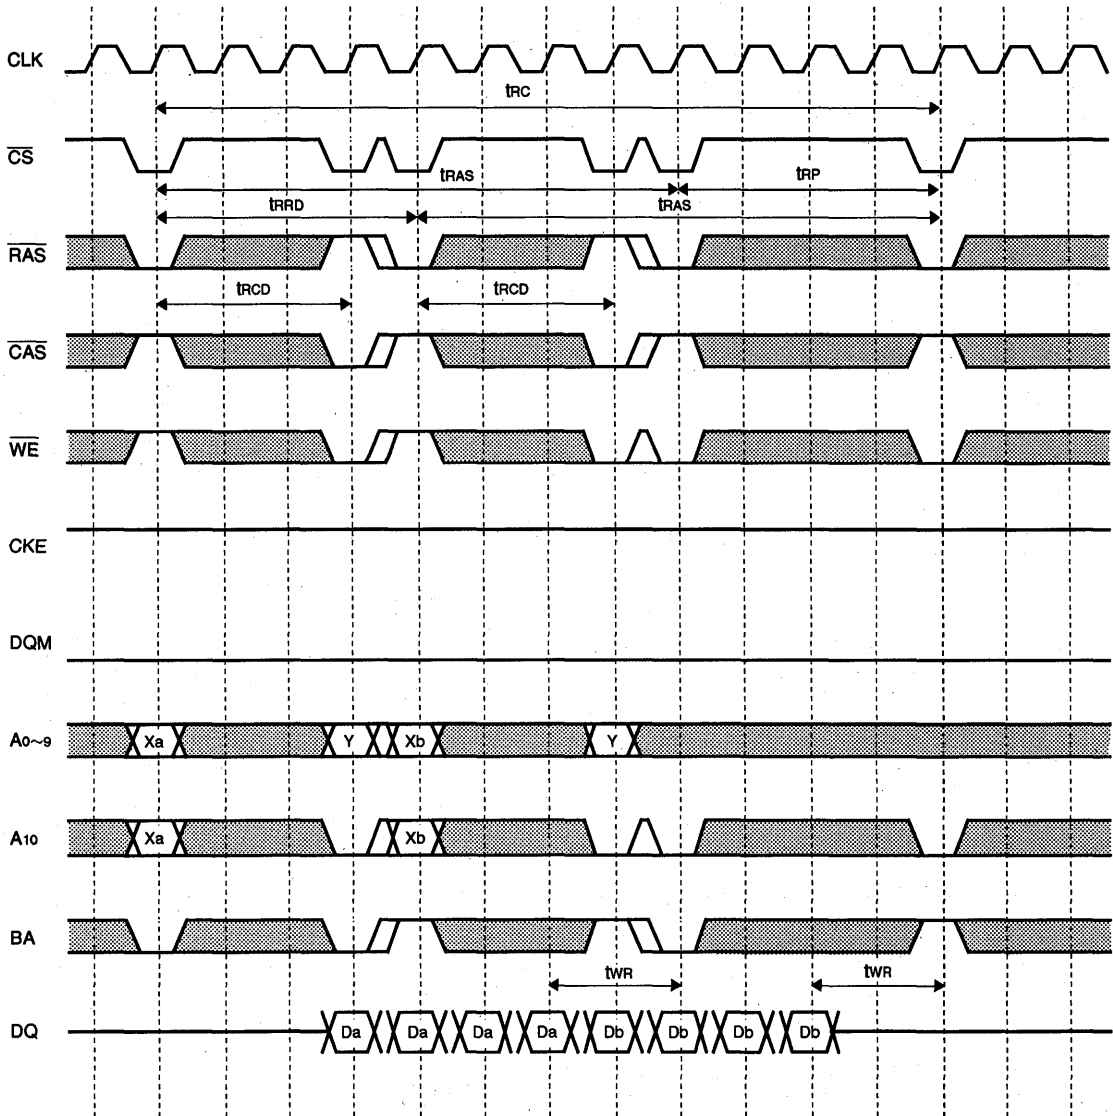 CLK
tRC
CS
tRAS
tRP
tRRD
tRAS
RAS
tRCD
tRCD
CAS
WE
CKE
DQM
A0~9
Xa
Y
Xb
Y
A10
Xa
Xb
BA
tWR
tWR
DQ
Da
Da
Da
Da
Db
Db
Db
Db